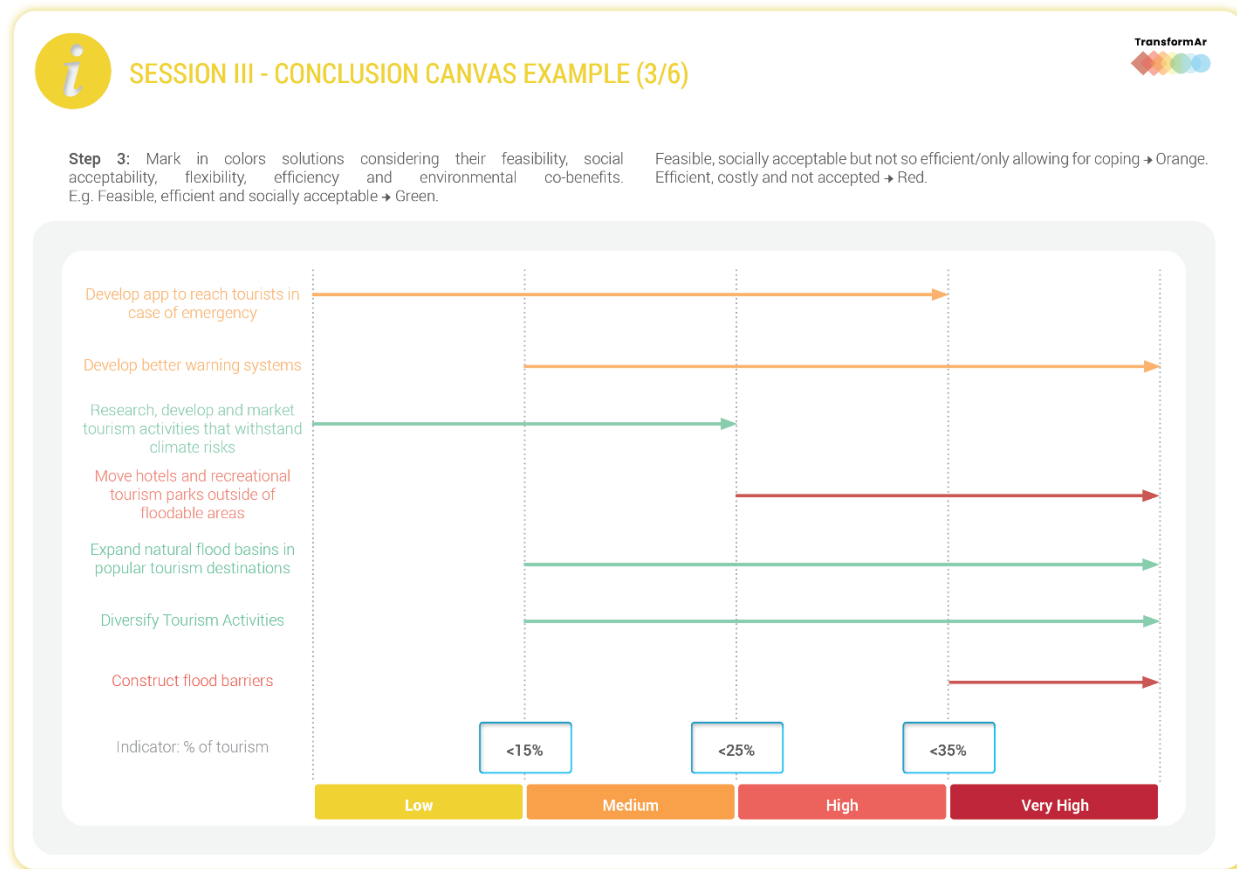 TransformAr
i
SESSION III - CONCLUSION CANVAS EXAMPLE (3/6)
Step 3: Mark in colors solutions considering their feasibility, social
acceptability, flexibility, efficiency and environmental co-benefits.
E.g. Feasible, efficient and socially acceptable → Green.
Feasible, socially acceptable but not so efficient/only allowing for coping → Orange.
Efficient, costly and not accepted → Red.
Develop app to reach tourists in
case of emergency
Develop better warning systems
Research, develop and market
tourism activities that withstand
climate risks
Move hotels and recreational
tourism parks outside of
floodable areas
Expand natural flood basins in
popular tourism destinations
Diversify Tourism Activities
Construct flood barriers
Indicator: % of tourism
<15%
<25%
<35%
Low
Medium
High
Very High